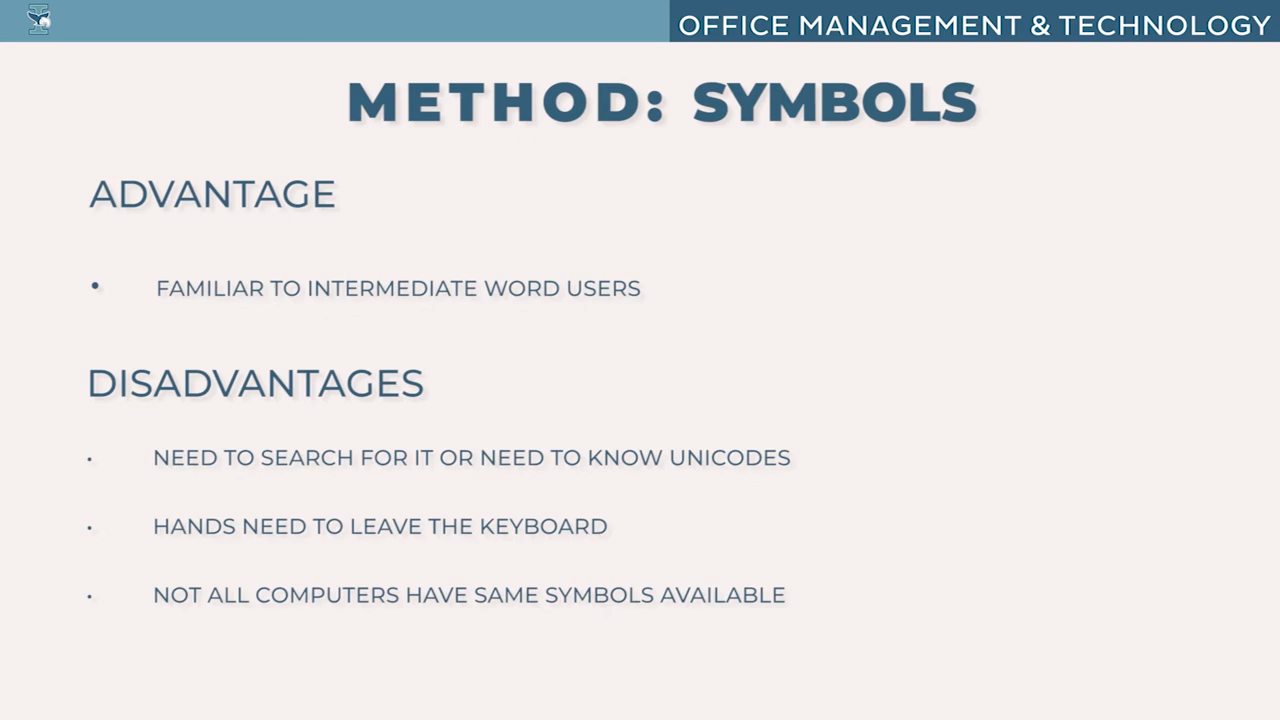 OFFICE MANAGEMENT & TECHNOLOGY
METHOD: SYMBOLS
ADVANTAGE
• FAMILIAR TO INTERMEDIATE WORD USERS
DISADVANTAGES
• NEED TO SEARCH FOR IT OR NEED TO KNOW UNICODES
• HANDS NEED TO LEAVE THE KEYBOARD
• NOT ALL COMPUTERS HAVE SAME SYMBOLS AVAILABLE